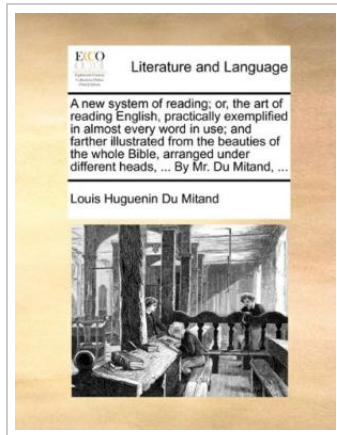 ECCO
Literature and Language
A new system of reading; or, the art of
reading English, practically exemplified
in almost every word in use; and
farther illustrated from the beauties of
the whole Bible, arranged under
different heads, ... By Mr. Du Mitand, ...
Louis Huguenin Du Mitand